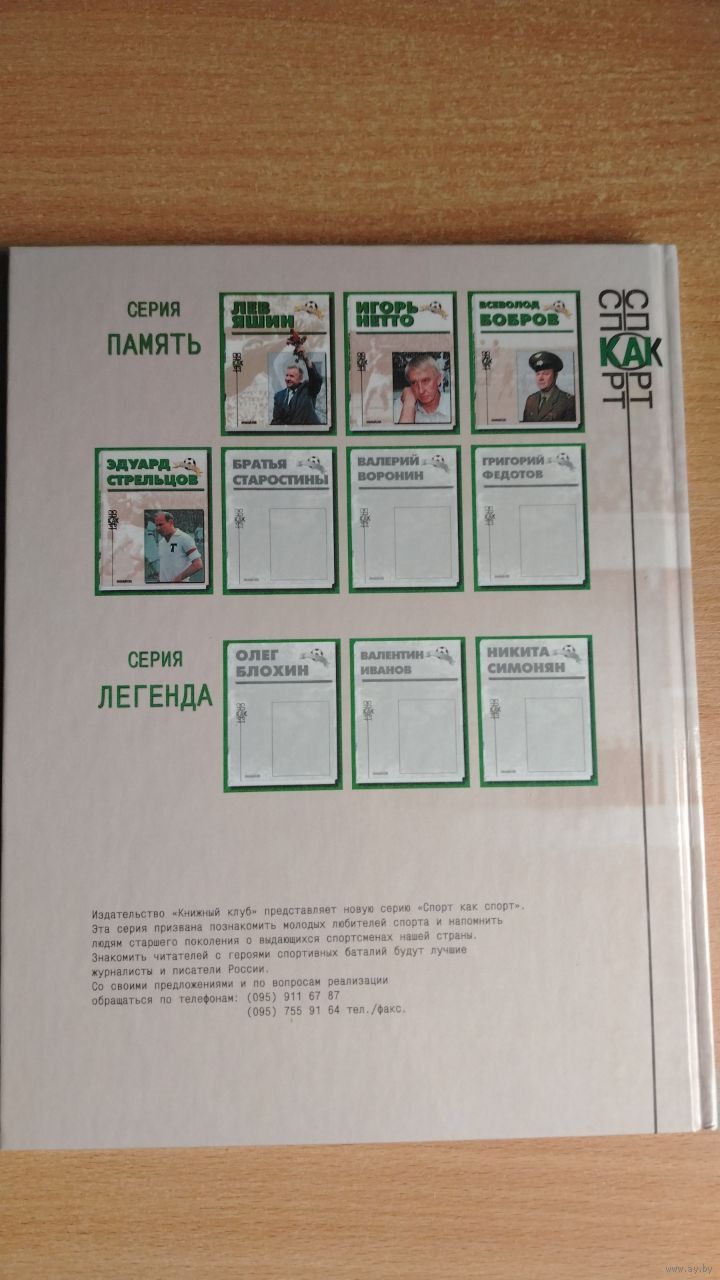 СЕРИЯ
ПАМЯТЬ
ЛЕВ
ЯШИН
ИГОРЬ
НЕТТО
ВСЕВОЛОД
БОБРОВ
СПОРТ
КАК
СПОРТ
ЭДУАРД
СТРЕЛЬЦОВ
БРАТЬЯ
СТАРОСТИНЫ
ВАЛЕРИЙ
ВОРОНИН
ГРИГОРИЙ
ФЕДОТОВ
СЕРИЯ
ЛЕГЕНДА
ОЛЕГ
БЛОХИН
ВАЛЕНТИН
ИВАНОВ
НИКИТА
СИМОНЯН
Издательство «Книжный клуб» представляет новую серию «Спорт как спорт».
Эта серия призвана познакомить молодых любителей спорта и напомнить
людям старшего поколения о выдающихся спортсменах нашей страны.
Знакомить читателей с героями спортивных баталий будут лучшие
журналисты и писатели России.
Со своими предложениями и по вопросам реализации
обращаться по телефонам: (095) 911 67 87
(095) 755 91 64 тел./факс.
www.ay.by